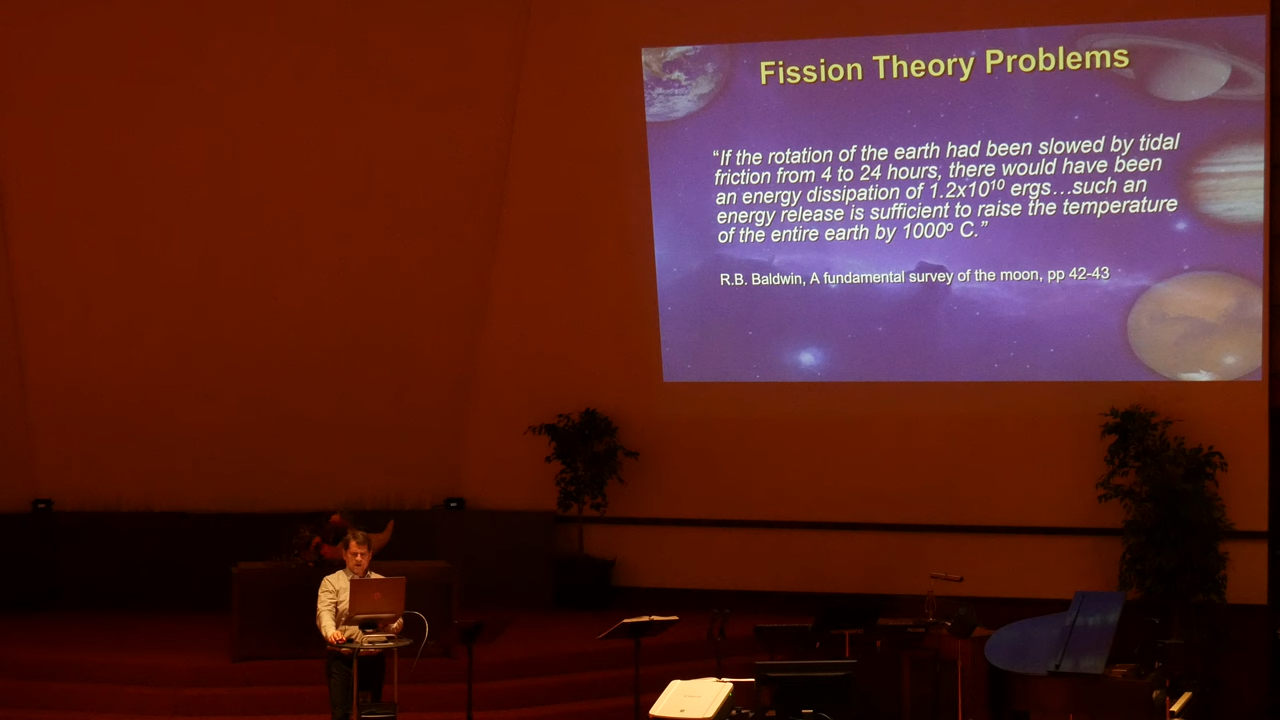 Fission Theory Problems
“If the rotation of the earth had been slowed by tidal
friction from 4 to 24 hours, there would have been
an energy dissipation of 1.2x10¹⁰ ergs…such an
energy release is sufficient to raise the temperature
of the entire earth by 1000º C.”
R.B. Baldwin, A fundamental survey of the moon, pp 42-43